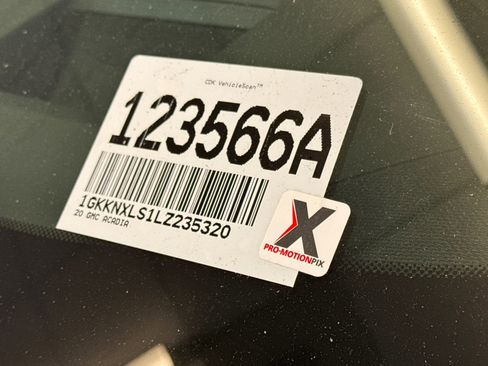 CDK VehicleScan™
123566A
1GKKNXLS1LZ235320
20 GMC ACADIA
X
PRO-MOTIONPIX